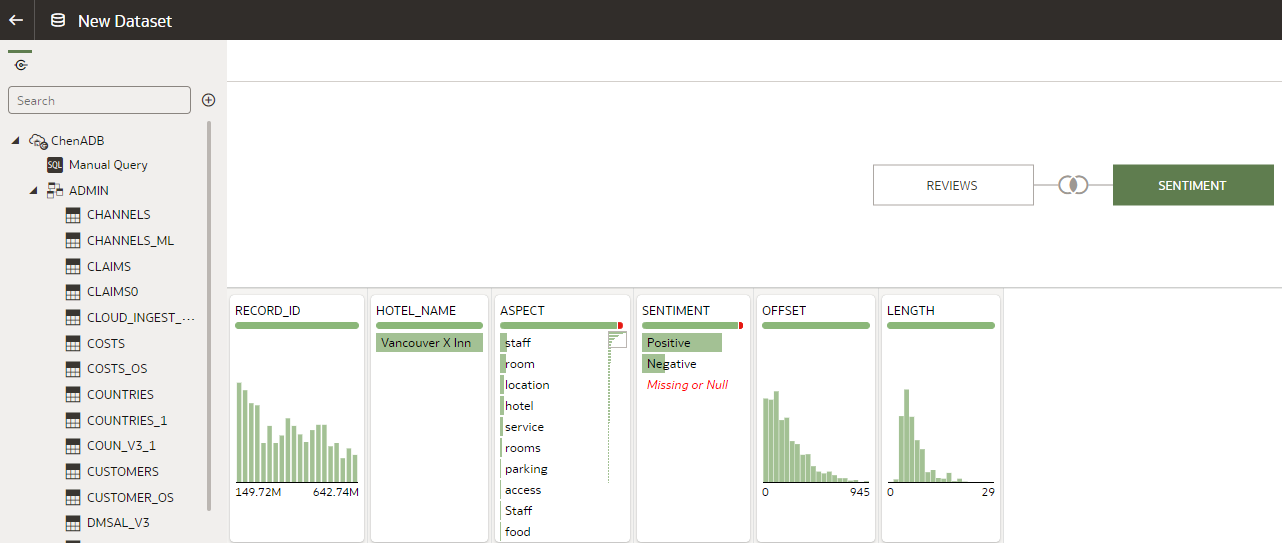 New Dataset
Search
ChenADB
SQL Manual Query
ADMIN
CHANNELS
CHANNELS_ML
CLAIMS
CLAIMS0
CLOUD_INGEST_...
COSTS
COSTS_OS
COUNTRIES
COUNTRIES_1
COUN_V3_1
CUSTOMERS
CUSTOMER_OS
DMSAL_V3
REVIEWS
SENTIMENT
RECORD_ID
149.72M 642.74M
HOTEL_NAME
Vancouver X Inn
ASPECT
staff
room
location
hotel
service
rooms
parking
access
Staff
food
SENTIMENT
Positive
Negative
Missing or Null
OFFSET
0 945
LENGTH
0 29